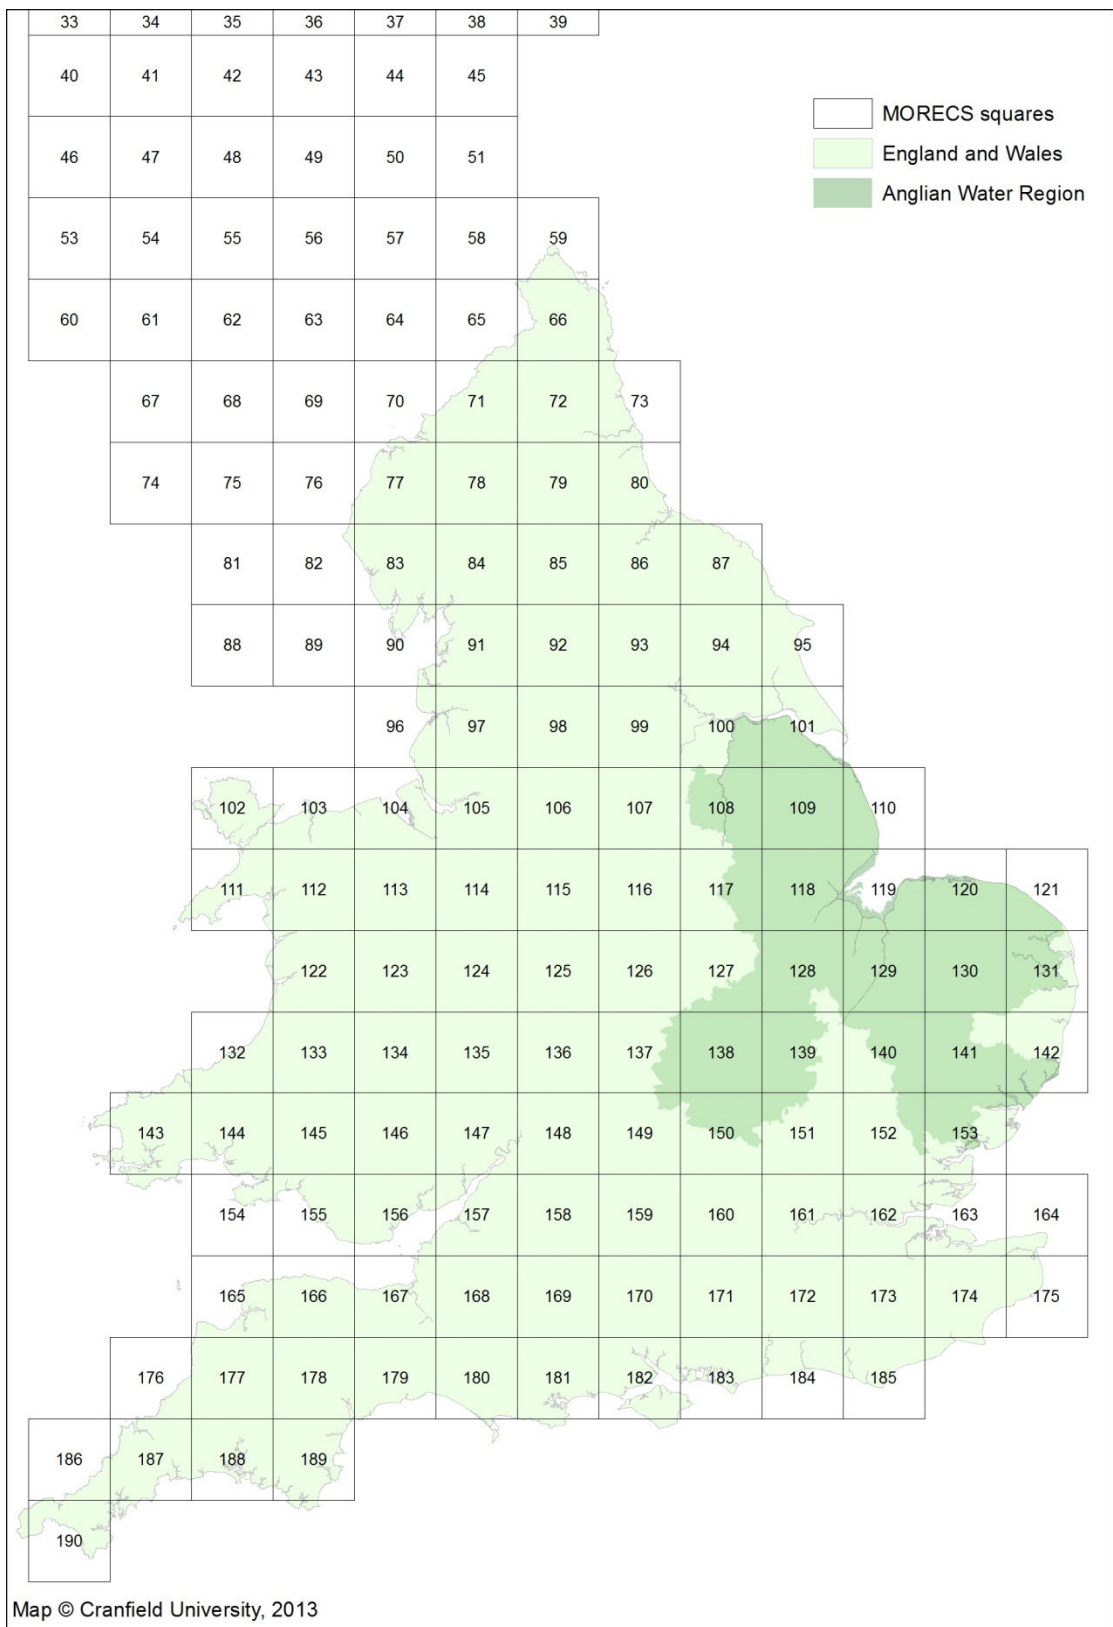 33 34 35 36 37 38 39
40 41 42 43 44 45
MORECS squares
46 47 48 49 50 51
England and Wales
Anglian Water Region
53 54 55 56 57 58 59
60 61 62 63 64 65 66
67 68 69 70 71 72 73
74 75 76 77 78 79 80
81 82 83 84 85 86 87
88 89 90 91 92 93 94 95
96 97 98 99 100 101
102 103 104 105 106 107 108 109 110
111 112 113 114 115 116 117 118 119 120 121
122 123 124 125 126 127 128 129 130 131
132 133 134 135 136 137 138 139 140 141 142
143 144 145 146 147 148 149 150 151 152 153
154 155 156 157 158 159 160 161 162 163 164
165 166 167 168 169 170 171 172 173 174 175
176 177 178 179 180 181 182 183 184 185
186 187 188 189
190
Map © Cranfield University, 2013